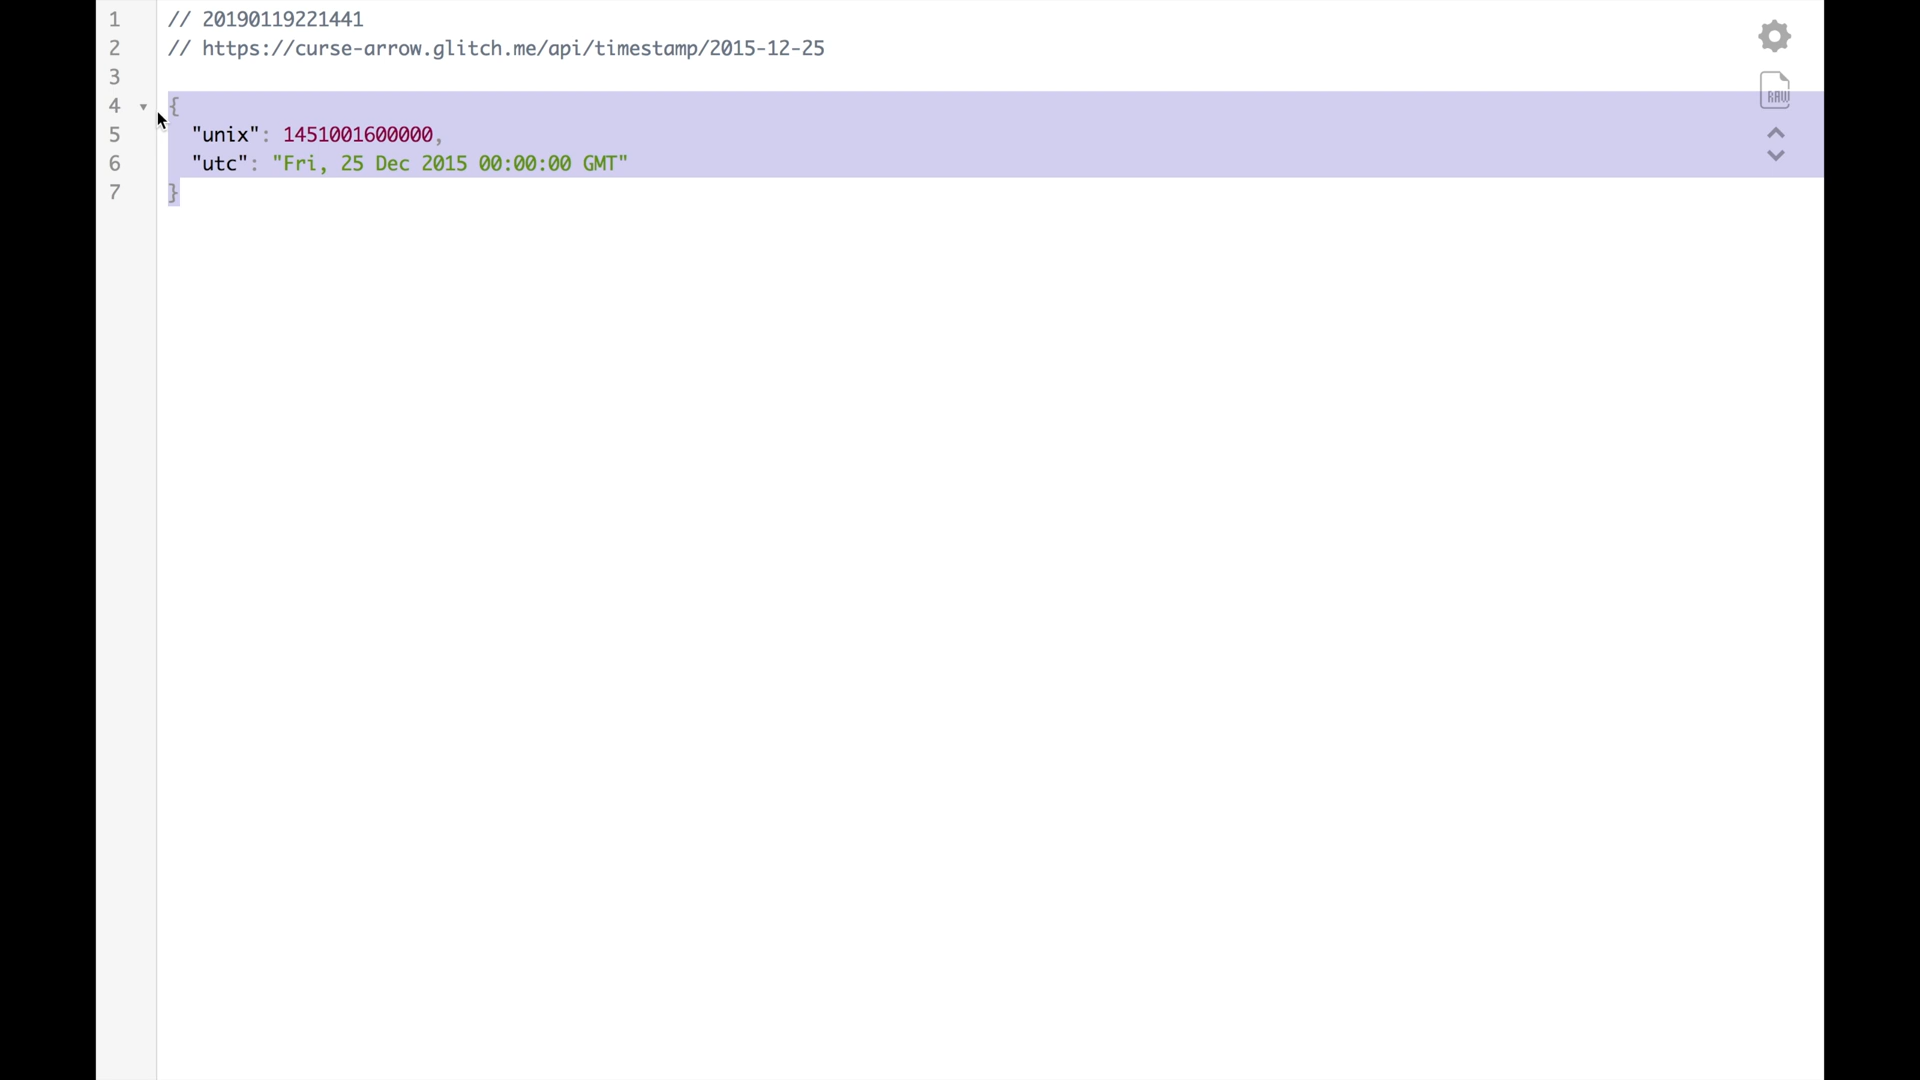 1 // 20190119221441
2 // https://curse-arrow.glitch.me/api/timestamp/2015-12-25
3
4 {
5 "unix": 1451001600000,
6 "utc": "Fri, 25 Dec 2015 00:00:00 GMT"
7 }
RAW